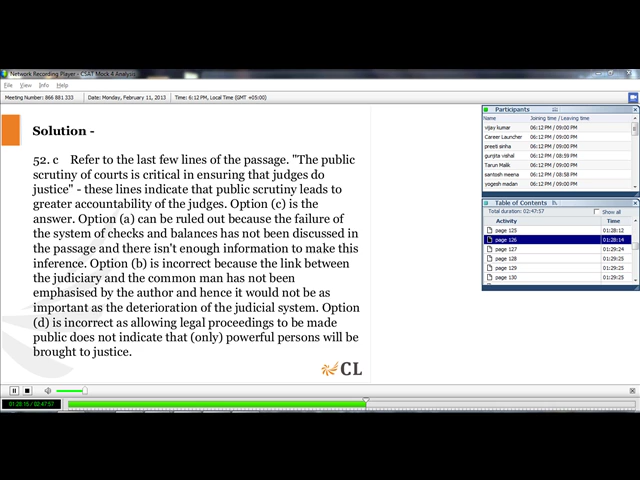 Network Recording Player - CSAT Mock 4 Analysis
File View Info Help
Meeting Number: 866 881 333 Date: Monday, February 11, 2013 Time: 6:12 PM, Local Time (GMT +05:00)
Solution -
52. c Refer to the last few lines of the passage. "The public
scrutiny of courts is critical in ensuring that judges do
justice" - these lines indicate that public scrutiny leads to
greater accountability of the judges. Option (c) is the
answer. Option (a) can be ruled out because the failure of
the system of checks and balances has not been discussed in
the passage and there isn't enough information to make this
inference. Option (b) is incorrect because the link between
the judiciary and the common man has not been
emphasised by the author and hence it would not be as
important as the deterioration of the judicial system. Option
(d) is incorrect as allowing legal proceedings to be made
public does not indicate that (only) powerful persons will be
brought to justice.
CL
Participants
Name Joining time / Leaving time
vijay kumar 06:12 PM / 09:00 PM
Career Launcher 06:12 PM / 09:00 PM
preeti sinha 06:12 PM / 09:00 PM
gunjita vishal 06:12 PM / 08:59 PM
Tarun Malik 06:12 PM / 09:00 PM
santosh meena 06:12 PM / 08:58 PM
yogesh madan 06:12 PM / 09:00 PM
Table of Contents
Total duration: 02:47:57 Show all
Activity Time
page 125 01:28:12
page 126 01:28:14
page 127 01:29:24
page 128 01:29:25
page 129 01:29:25
page 130 01:29:25
01:28:15 / 02:47:57